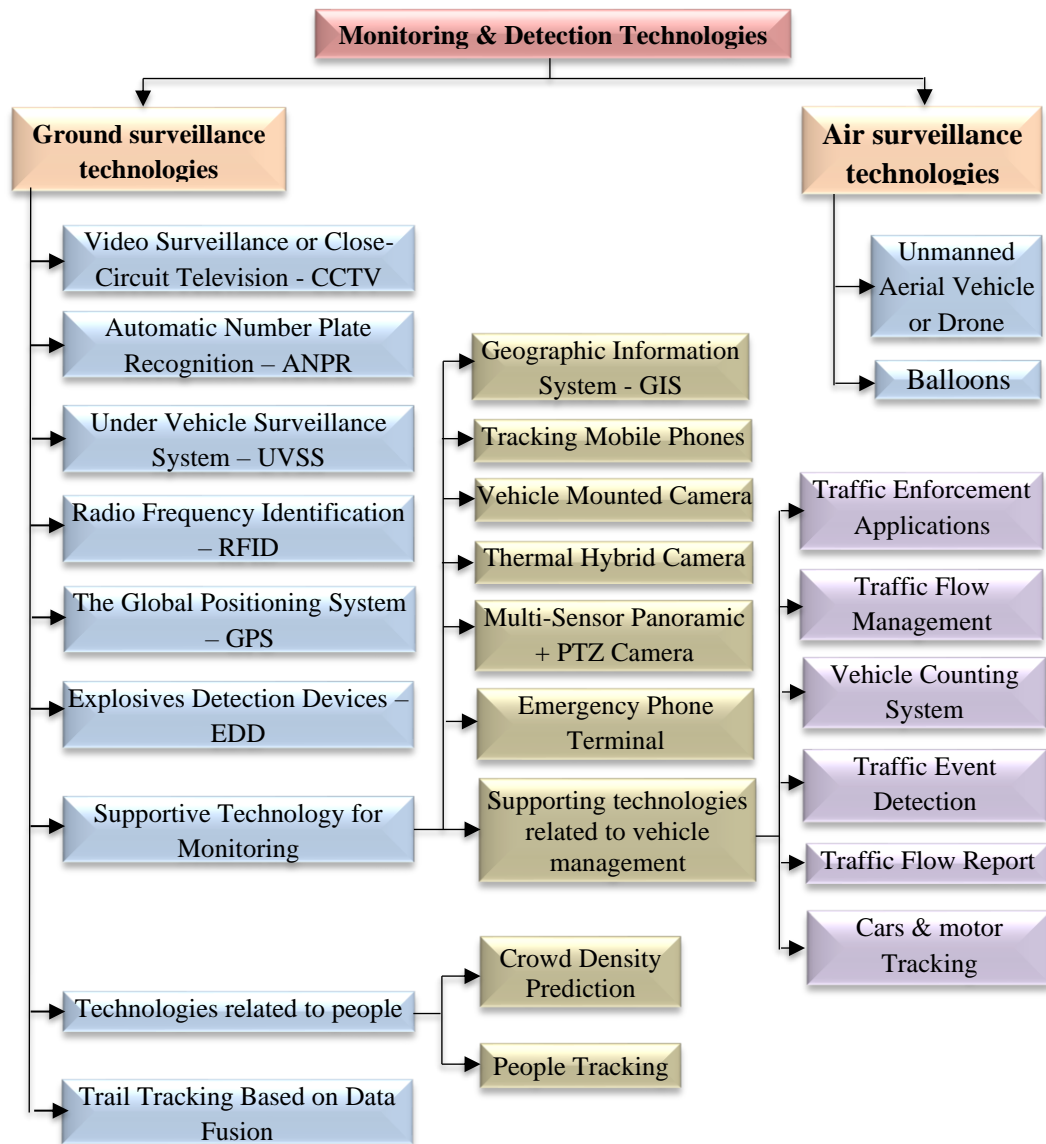 Monitoring & Detection Technologies
Ground surveillance
technologies
Air surveillance
technologies
Video Surveillance or Close-
Circuit Television - CCTV
Automatic Number Plate
Recognition – ANPR
Under Vehicle Surveillance
System – UVSS
Radio Frequency Identification
– RFID
The Global Positioning System
– GPS
Explosives Detection Devices –
EDD
Supportive Technology for
Monitoring
Technologies related to people
Trail Tracking Based on Data
Fusion
Geographic Information
System - GIS
Tracking Mobile Phones
Vehicle Mounted Camera
Thermal Hybrid Camera
Multi-Sensor Panoramic
+ PTZ Camera
Emergency Phone
Terminal
Supporting technologies
related to vehicle
management
Crowd Density
Prediction
People Tracking
Unmanned
Aerial Vehicle
or Drone
Balloons
Traffic Enforcement
Applications
Traffic Flow
Management
Vehicle Counting
System
Traffic Event
Detection
Traffic Flow Report
Cars & motor
Tracking